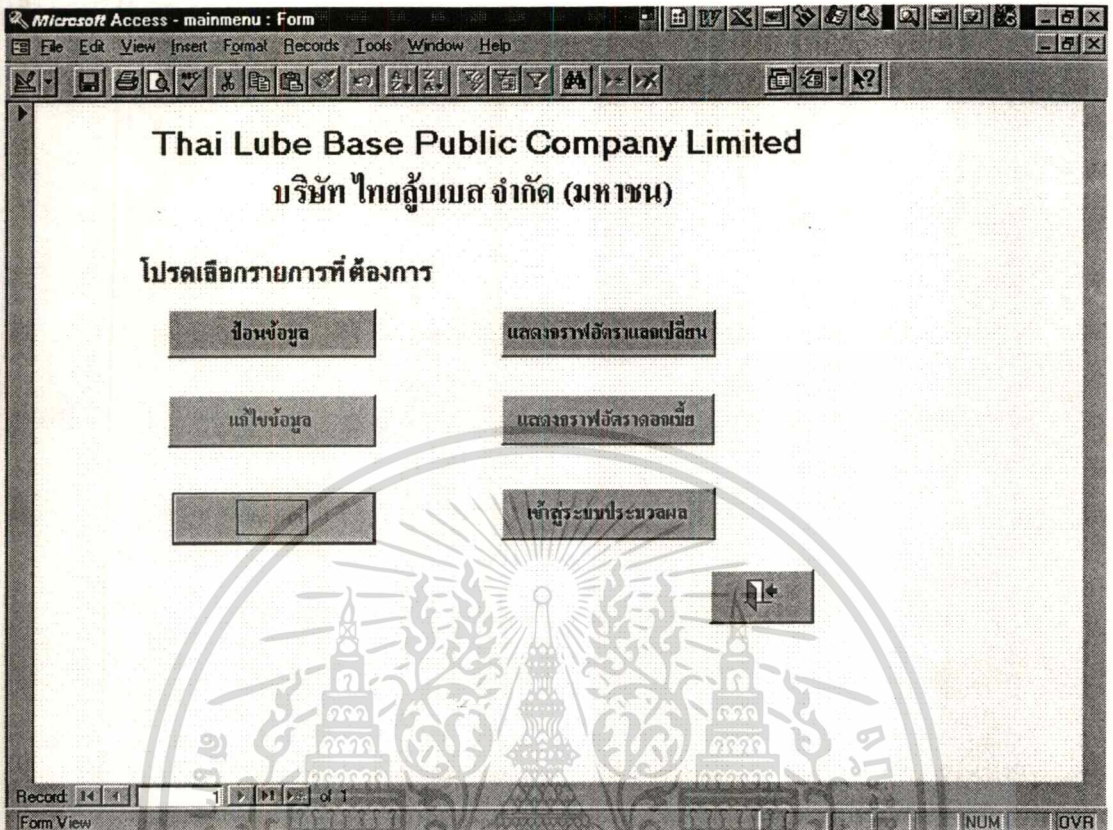 Microsoft Access - mainmenu : Form
File Edit View Insert Format Records Tools Window Help
Thai Lube Base Public Company Limited
บริษัท ไทยลู้บเบส จำกัด (มหาชน)
โปรดเลือกรายการที่ต้องการ
ป้อนข้อมูล
แสดงกราฟอัตราแลกเปลี่ยน
แก้ไขข้อมูล
แสดงกราฟอัตราดอกเบี้ย
เข้าสู่ระบบประมวลผล
Record: 1 of 1
Form View NUM OVR